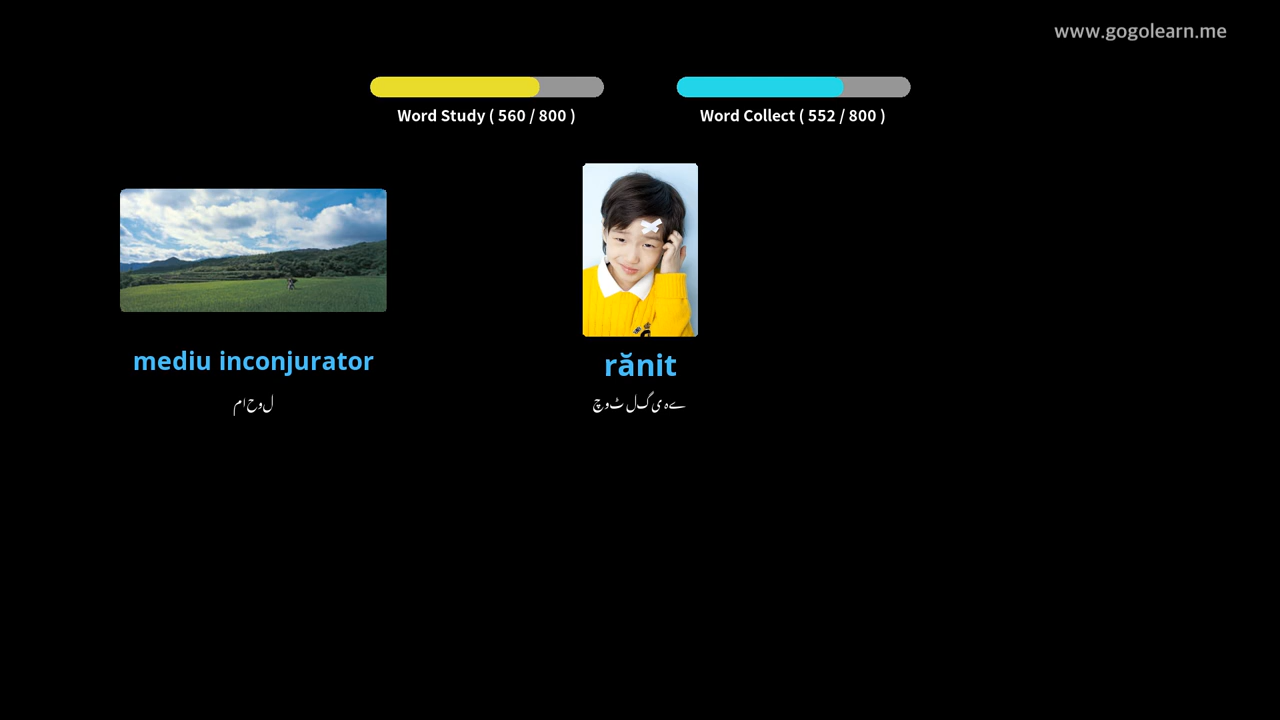 www.gogolearn.me
Word Study ( 560 / 800 )
Word Collect ( 552 / 800 )
mediu inconjurator
rănit
ماحول
چوٹ لگی ہے